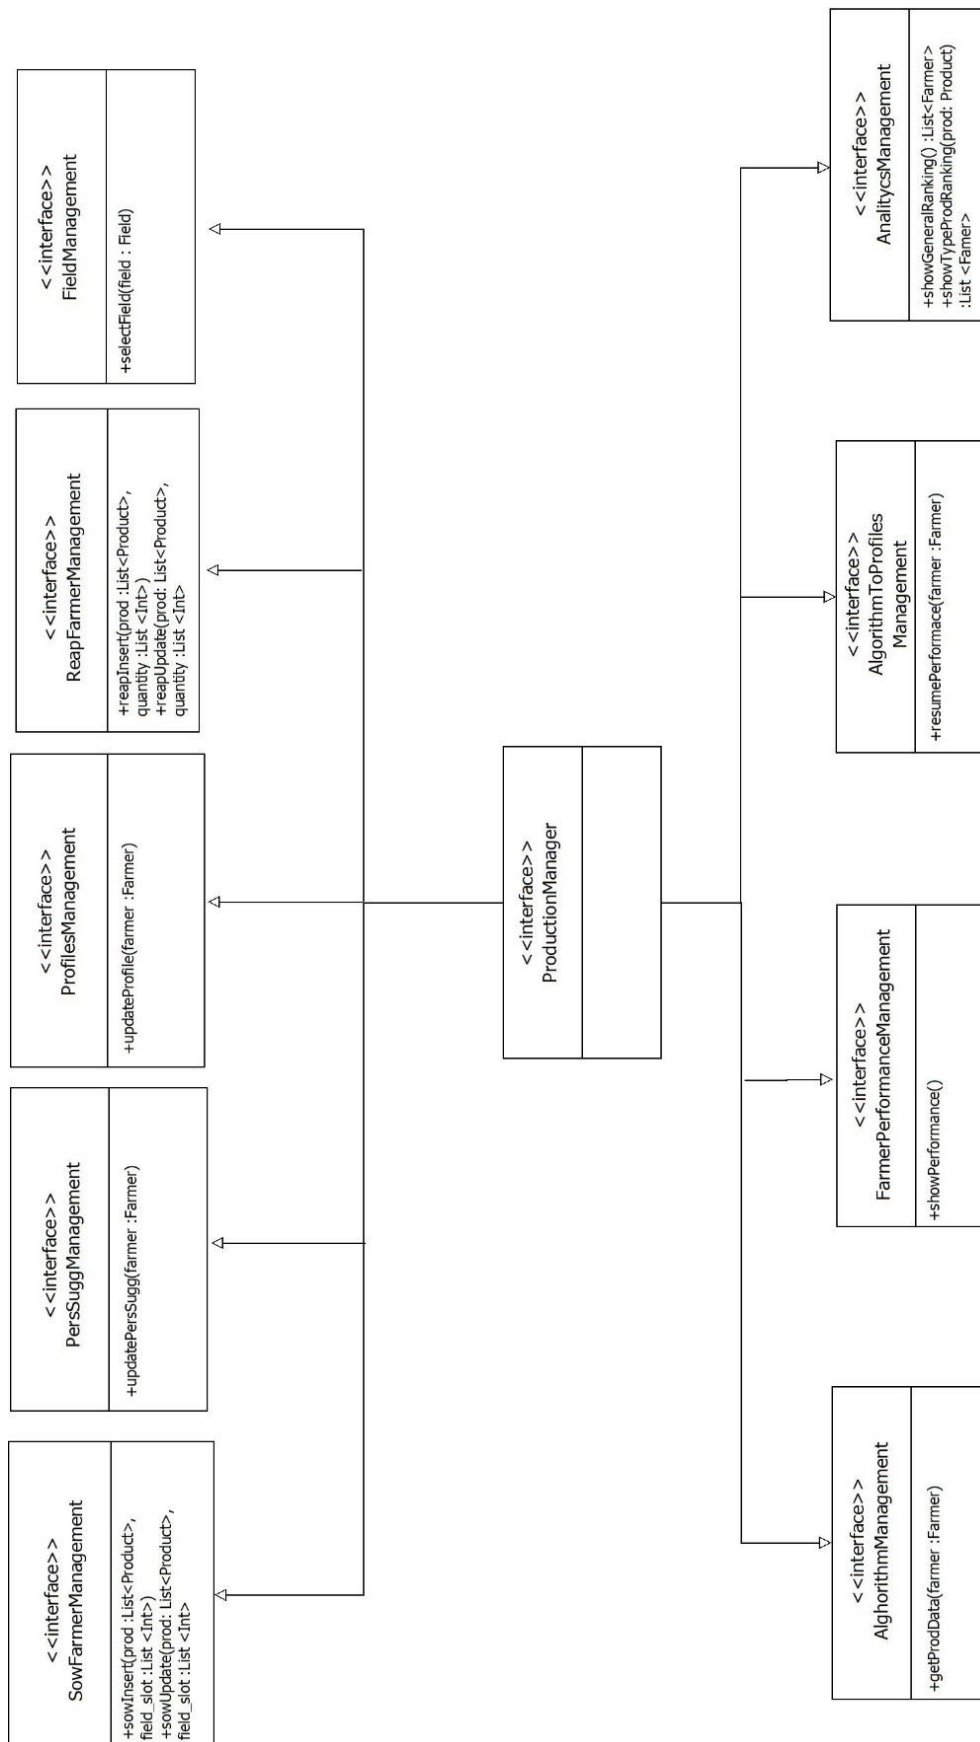 <<interface>>
SowFarmerManagement
+sowInsert(prod :List<Product>,
field_slot :List <Int>)
+sowUpdate(prod: List<Product>,
field_slot :List <Int>
<<interface>>
PersSuggManagement
+updatePersSugg(farmer :Farmer)
<<interface>>
ProfilesManagement
+updateProfile(farmer :Farmer)
<<interface>>
ReapFarmerManagement
+reapInsert(prod :List<Product>,
quantity :List <Int>)
+reapUpdate(prod: List<Product>,
quantity :List <Int>
<<interface>>
FieldManagement
+selectField(field : Field)
<<interface>>
ProductionManager
<<interface>>
AlghorithmManagement
+getProdData(farmer :Farmer)
<<interface>>
FarmerPerformanceManagement
+showPerformance()
<<interface>>
AlgorithmToProfiles
Management
+resumePerformace(farmer :Farmer)
<<interface>>
AnalitycsManagement
+showGeneralRanking() :List<Farmer>
+showTypeProdRanking(prod: Product)
:List <Famer>